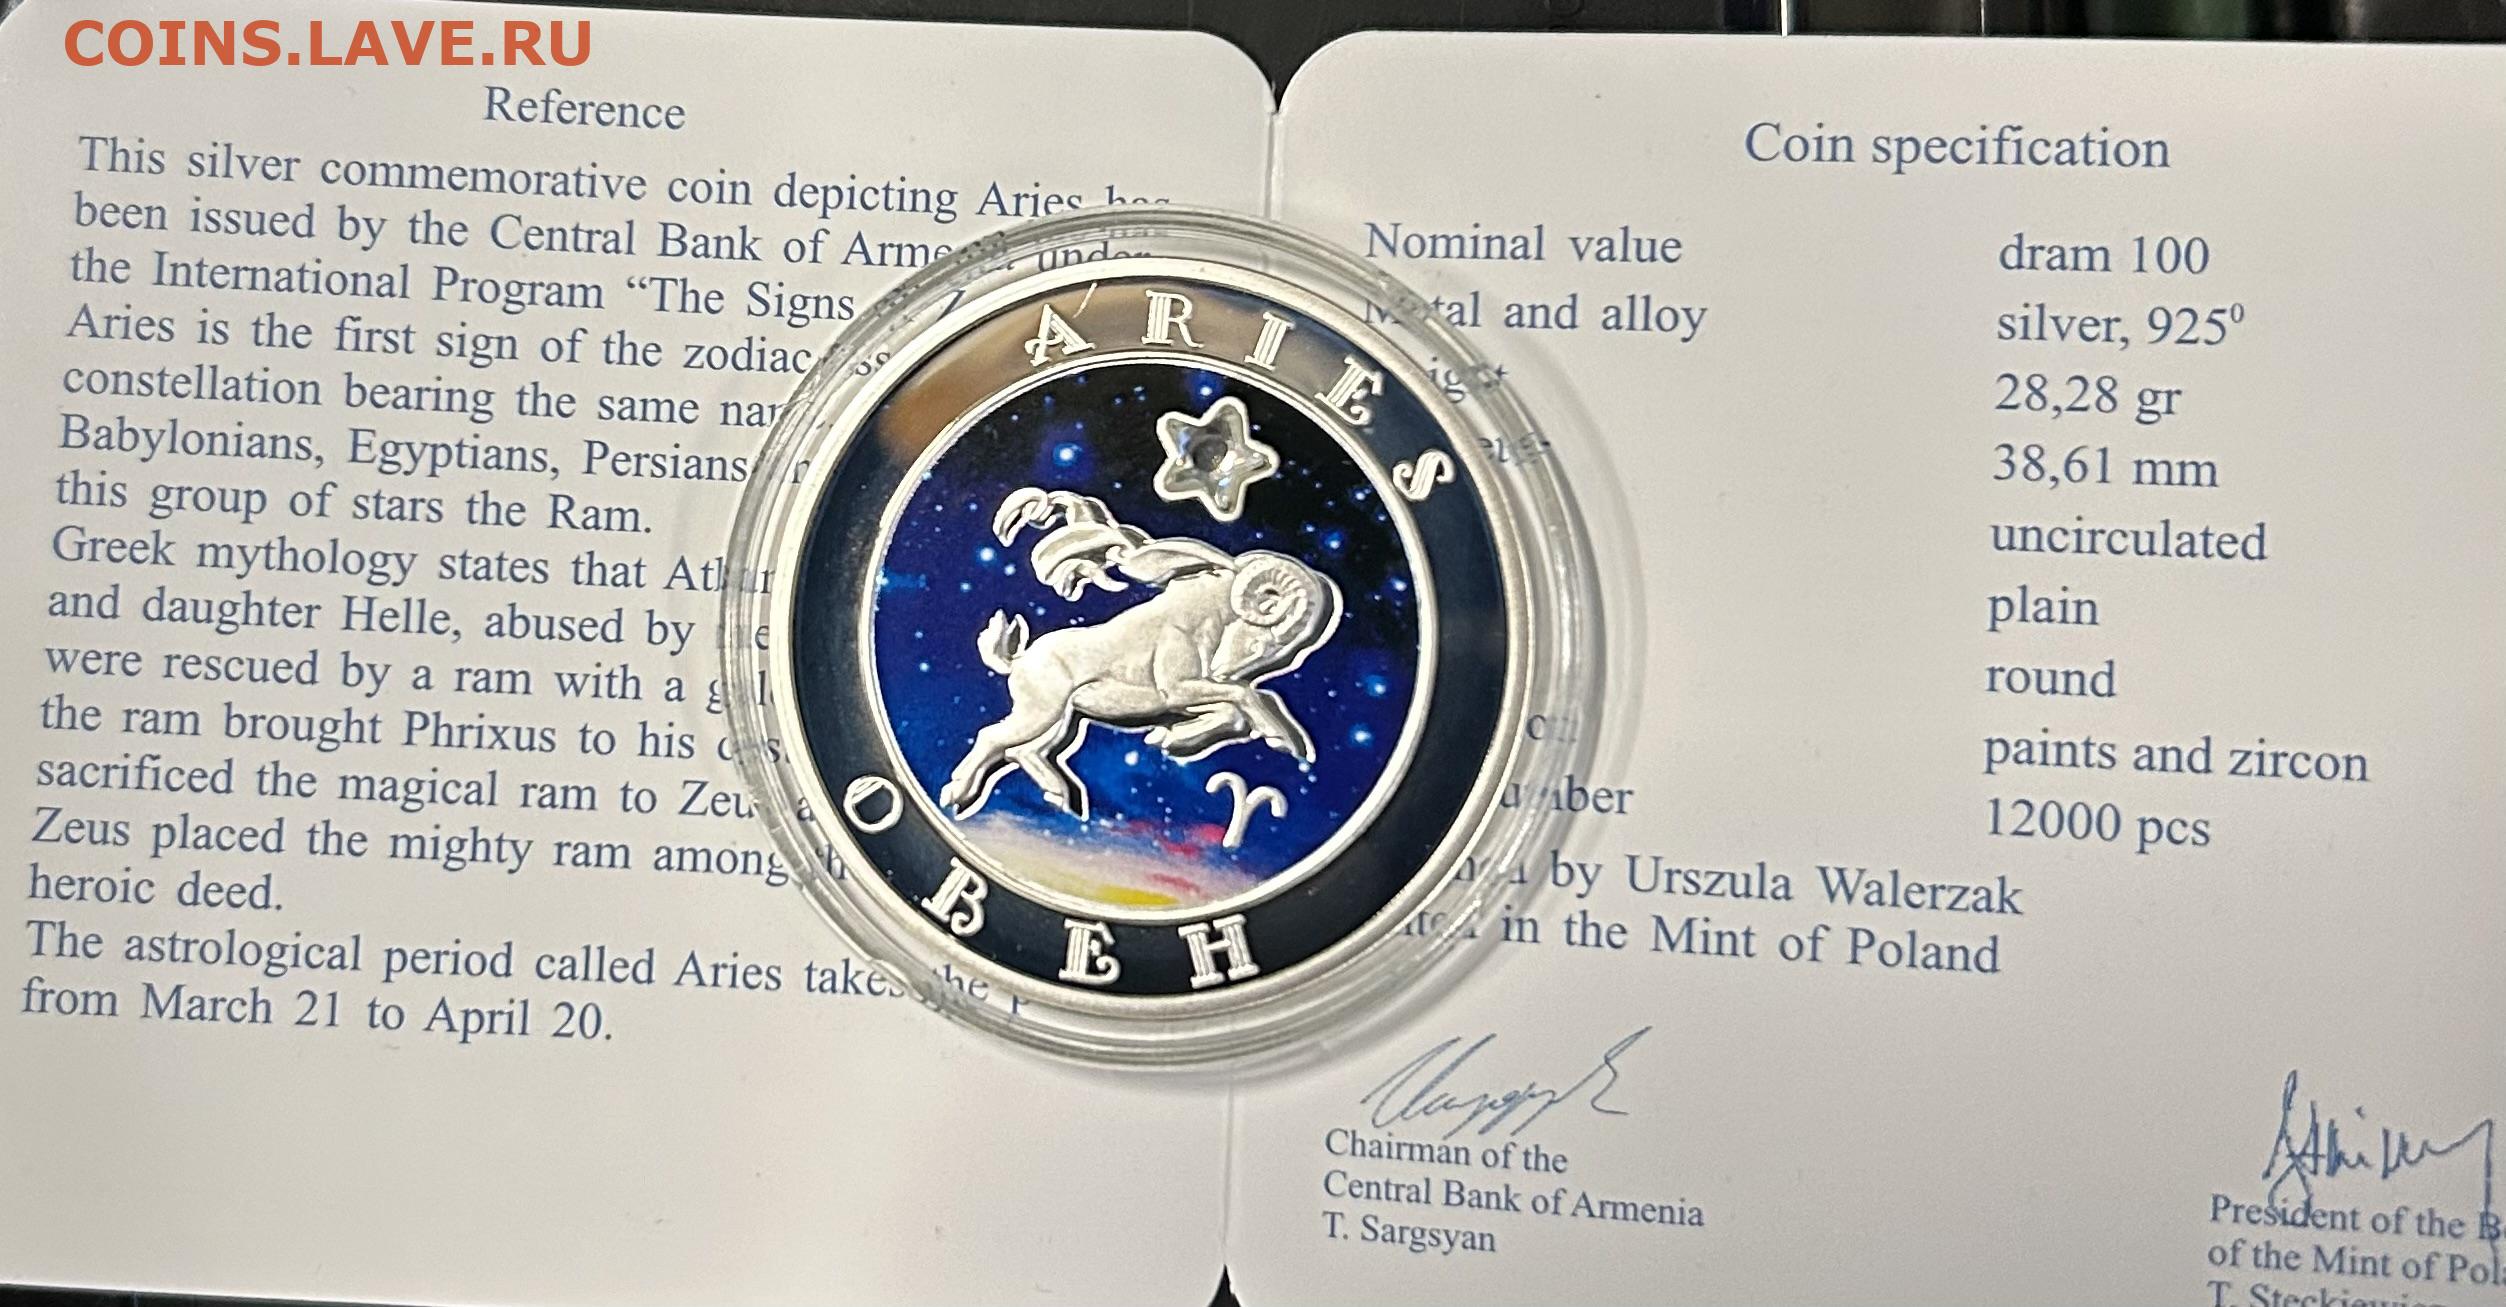 COINS.LAVE.RU
Reference
This silver commemorative coin depicting Aries
been issued by the Central Bank of
the International Program “The Signs
Aries is the first sign of the zodiac
constellation bearing the same
Babylonians, Egyptians, Persians
this group of stars the Ram.
Greek mythology states that
and daughter Helle, abused by
were rescued by a ram with a
the ram brought Phrixus to his
sacrificed the magical ram to
Zeus placed the mighty ram among
heroic deed.
The astrological period called Aries takes the
from March 21 to April 20.
ARIES
ОВЕН
Coin specification
Nominal value dram 100
and alloy silver, 925⁰
28,28 gr
38,61 mm
uncirculated
plain
round
paints and zircon
12000 pcs
by Urszula Walerzak
in the Mint of Poland
Chairman of the
Central Bank of Armenia
T. Sargsyan
President of the
of the Mint of
T.